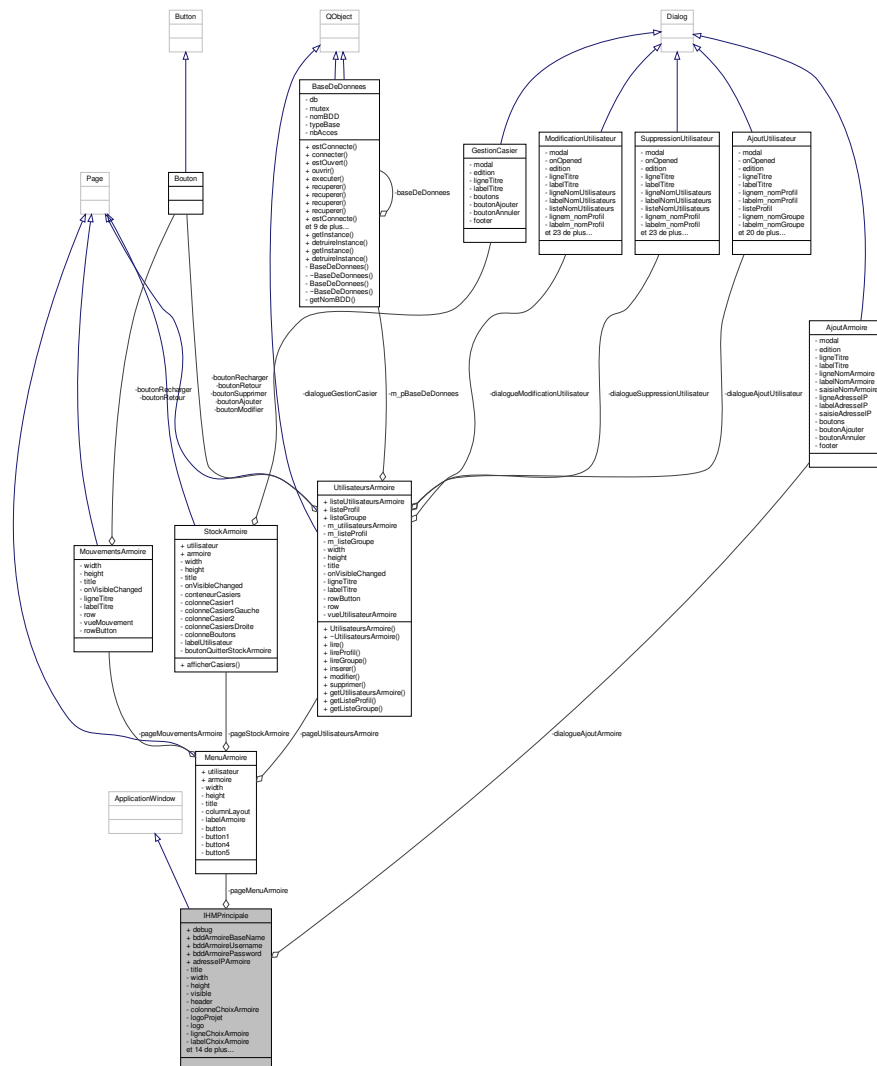 Button
QObject
Dialog
BaseDeDonnees
- db
- mutex
- nomBDD
- typeBase
- nbAcces
+ estConnecte()
+ connecter()
+ estOuvert()
+ ouvrir()
+ executer()
+ recuperer()
+ recuperer()
+ recuperer()
+ recuperer()
+ estConnecte()
et 9 de plus...
+ getInstance()
+ detruireInstance()
+ getInstance()
+ detruireInstance()
- BaseDeDonnees()
- ~BaseDeDonnees()
- BaseDeDonnees()
- ~BaseDeDonnees()
- getNomBDD()
-baseDeDonnees
GestionCasier
- modal
- edition
- ligneTitre
- labelTitre
- boutons
- boutonAjouter
- boutonAnnuler
- footer
ModificationUtilisateur
- modal
- onOpened
- edition
- ligneTitre
- labelTitre
- ligneNomUtilisateurs
- labelNomUtilisateurs
- listeNomUtilisateurs
- lignem_nomProfil
- labelm_nomProfil
et 23 de plus...
SuppressionUtilisateur
- modal
- onOpened
- edition
- ligneTitre
- labelTitre
- ligneNomUtilisateurs
- labelNomUtilisateurs
- listeNomUtilisateurs
- lignem_nomProfil
- labelm_nomProfil
et 23 de plus...
AjoutUtilisateur
- modal
- onOpened
- edition
- ligneTitre
- labelTitre
- lignem_nomProfil
- labelm_nomProfil
- listeProfil
- lignem_nomGroupe
- labelm_nomGroupe
et 20 de plus...
Page
Bouton
AjoutArmoire
- modal
- edition
- ligneTitre
- labelTitre
- ligneNomArmoire
- labelNomArmoire
- saisieNomArmoire
- ligneAdresseIP
- labelAdresseIP
- saisieAdresseIP
- boutons
- boutonAjouter
- boutonAnnuler
- footer
-boutonRecharger
-boutonRetour
-boutonRecharger
-boutonRetour
-boutonSupprimer
-boutonAjouter
-boutonModifier
-dialogueGestionCasier
-m_pBaseDeDonnees
-dialogueModificationUtilisateur
-dialogueSuppressionUtilisateur
-dialogueAjoutUtilisateur
UtilisateursArmoire
+ listeUtilisateursArmoire
+ listeProfil
+ listeGroupe
- m_utilisateursArmoire
- m_listeProfil
- m_listeGroupe
- width
- height
- title
- onVisibleChanged
- ligneTitre
- labelTitre
- rowButton
- row
- vueUtilisateurArmoire
+ UtilisateursArmoire()
+ ~UtilisateursArmoire()
+ lire()
+ lireProfil()
+ lireGroupe()
+ inserer()
+ modifier()
+ supprimer()
+ getUtilisateursArmoire()
+ getListeProfil()
+ getListeGroupe()
StockArmoire
+ utilisateur
+ armoire
- width
- height
- title
- onVisibleChanged
- conteneurCasiers
- colonneCasier1
- colonneCasiersGauche
- colonneCasier2
- colonneCasiersDroite
- colonneBoutons
- labelUtilisateur
- boutonQuitterStockArmoire
+ afficherCasiers()
MouvementsArmoire
- width
- height
- title
- onVisibleChanged
- ligneTitre
- labelTitre
- row
- vueMouvement
- rowButton
-pageMouvementsArmoire
-pageStockArmoire
-pageUtilisateursArmoire
-dialogueAjoutArmoire
MenuArmoire
+ utilisateur
+ armoire
- width
- height
- title
- columnLayout
- labelArmoire
- button
- button1
- button4
- button5
ApplicationWindow
-pageMenuArmoire
IHMPrincipale
+ debug
+ bddArmoireBaseName
+ bddArmoireUsername
+ bddArmoirePassword
+ adresseIPArmoire
- title
- width
- height
- visible
- header
- colonneChoixArmoire
- logoProjet
- logo
- ligneChoixArmoire
- labelChoixArmoire
et 14 de plus...